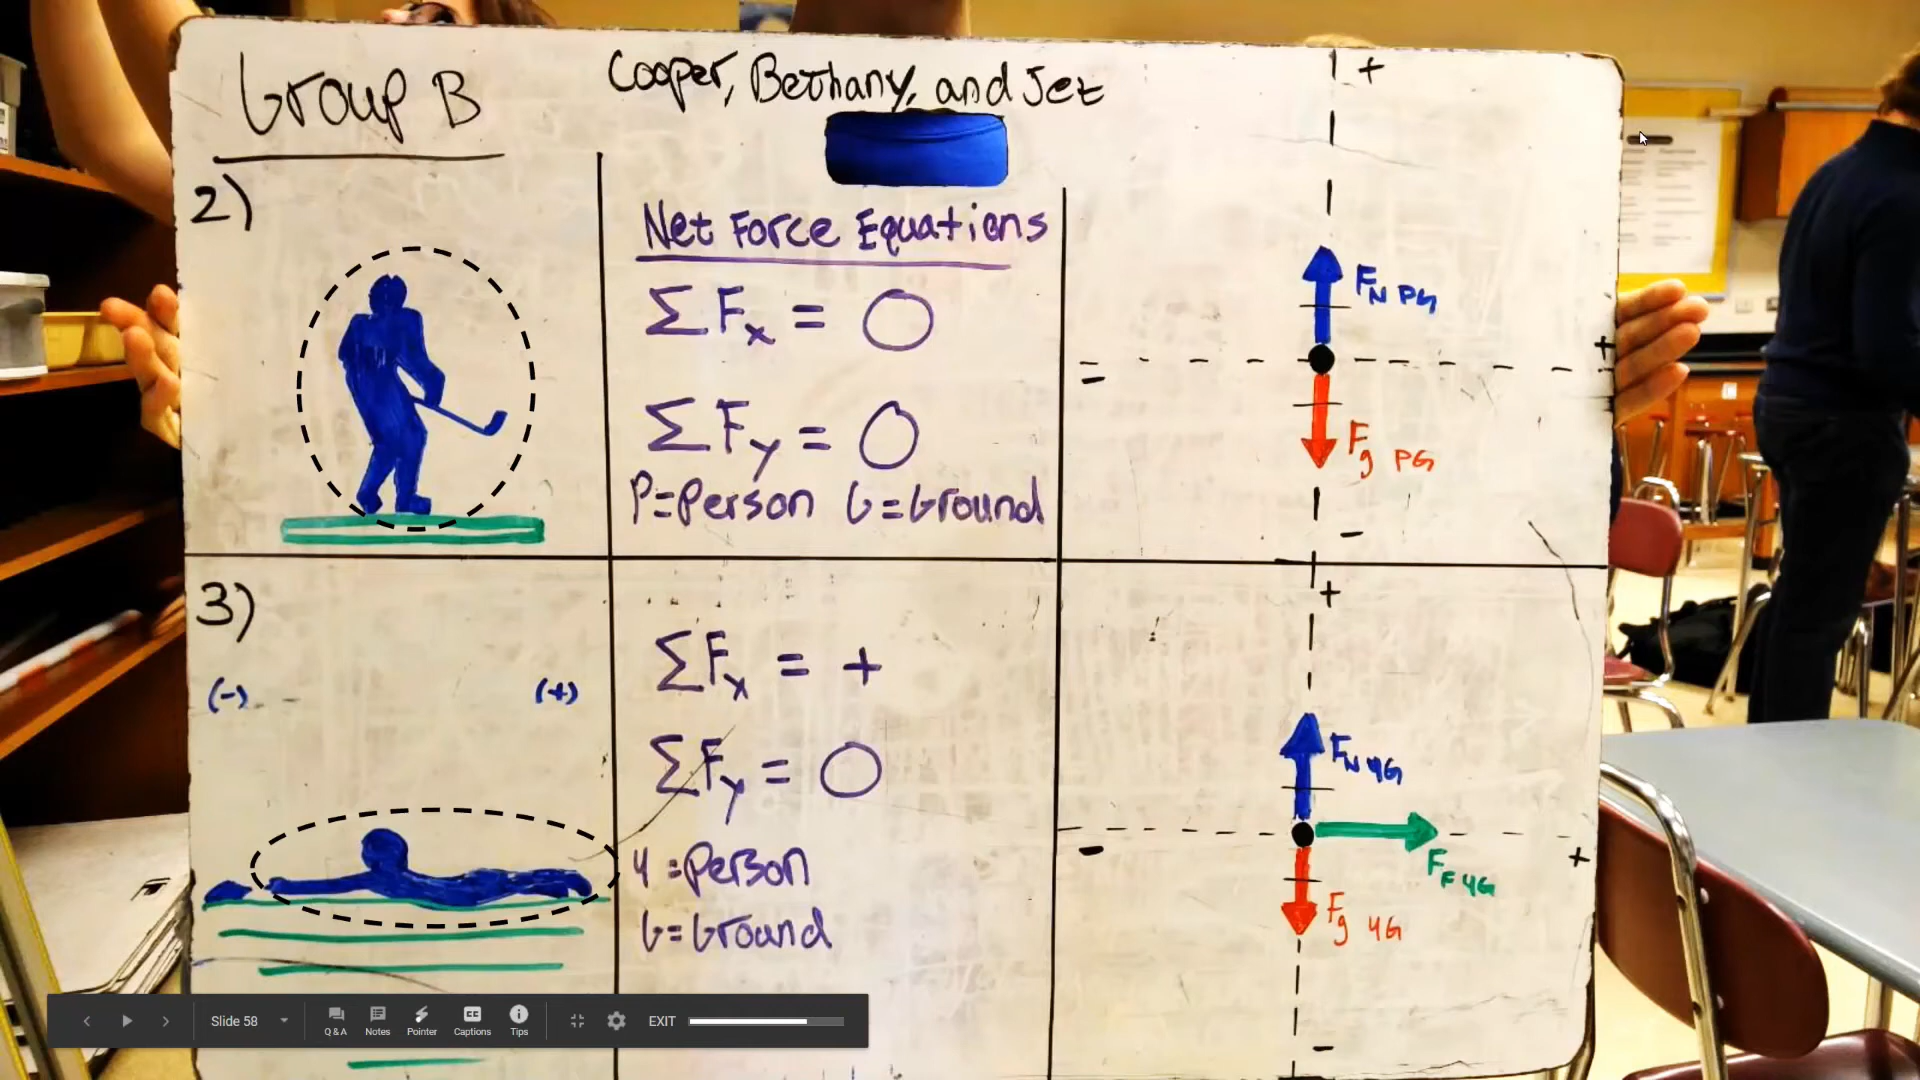 Group B
Cooper, Bethany, and Jet
2)
Net Force Equations
ΣFx = 0
ΣFy = 0
P=Person G=Ground
+
FN PG
- +
Fg PG
-
3)
(-) (+)
ΣFx = +
ΣFy = 0
4 =Person
G=Ground
+
FN 4G
- +
FF 4G
Fg 4G
-
Slide 58
Q & A Notes Pointer Captions Tips
EXIT